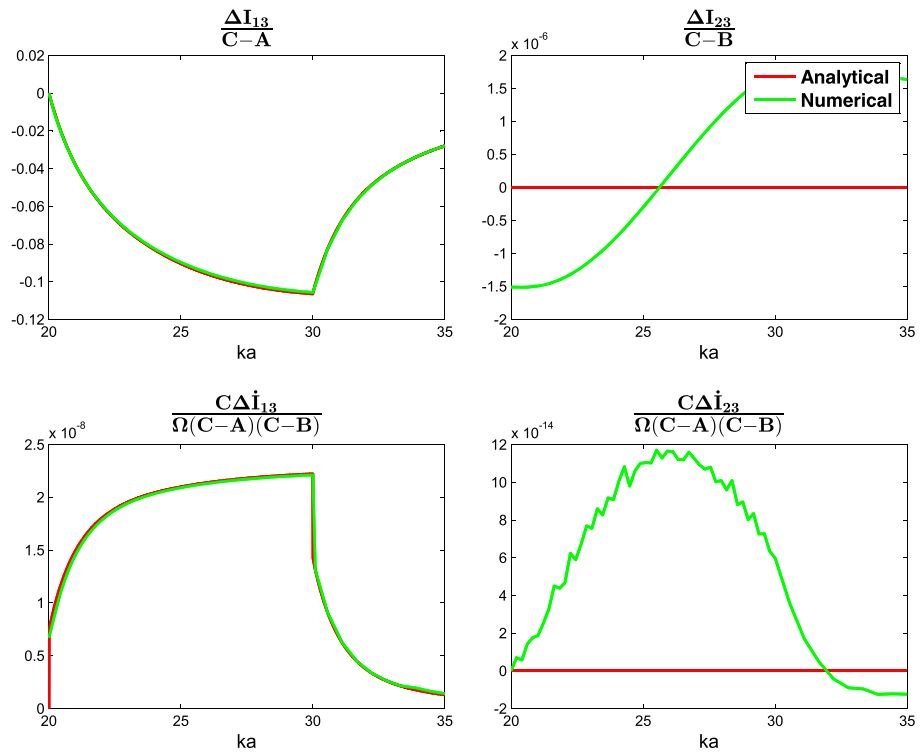 ΔI₁₃
C−A
0.02
0
-0.02
-0.04
-0.06
-0.08
-0.1
-0.12
20 25 30 35
ka
ΔI₂₃
C−B
x 10⁻⁶
2
1.5
1
0.5
0
-0.5
-1
-1.5
-2
20 25 30 35
ka
Analytical
Numerical
CΔİ₁₃
Ω(C−A)(C−B)
x 10⁻⁸
2.5
2
1.5
1
0.5
0
20 25 30 35
ka
CΔİ₂₃
Ω(C−A)(C−B)
x 10⁻¹⁴
12
10
8
6
4
2
0
-2
20 25 30 35
ka